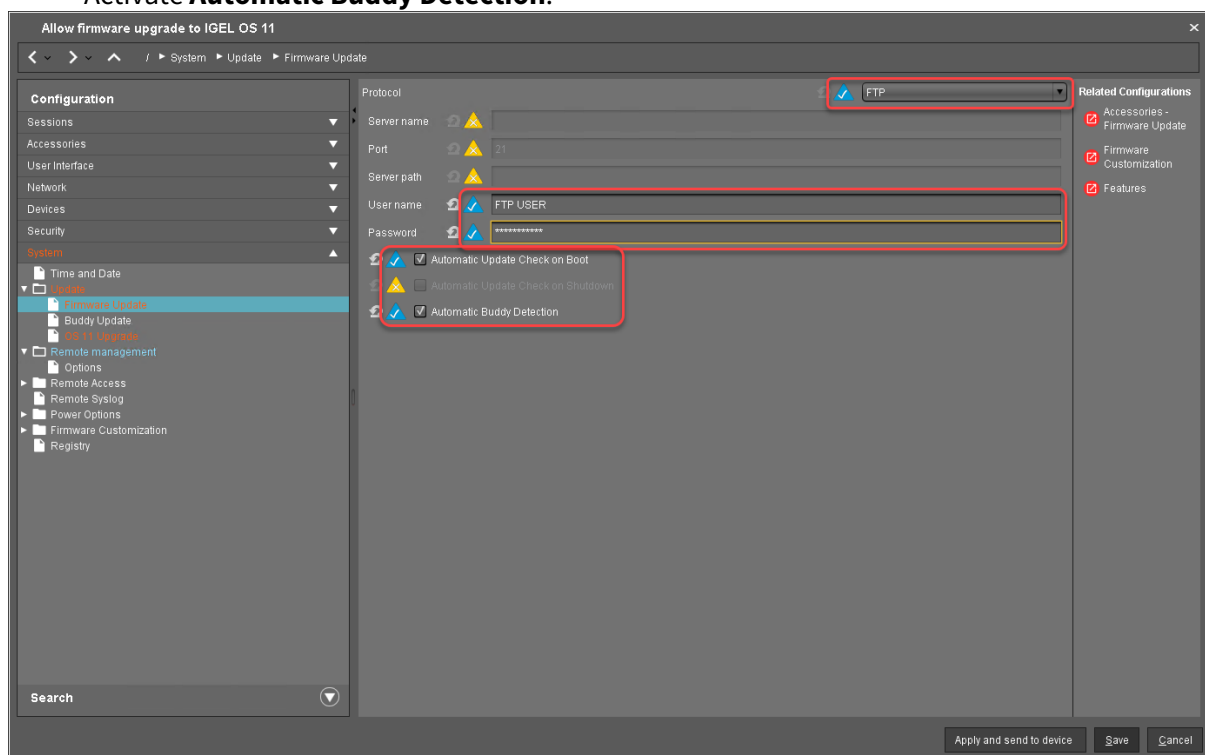 Activate Automatic Buddy Detection.
Allow firmware upgrade to IGEL OS 11
/ ► System ► Update ► Firmware Update
Configuration
Sessions
Accessories
User Interface
Network
Devices
Security
System
Time and Date
Update
Firmware Update
Buddy Update
OS 11 Upgrade
Remote management
Options
Remote Access
Remote Syslog
Power Options
Firmware Customization
Registry
Search
Protocol
FTP
Server name
Port
21
Server path
User name
FTP USER
Password
***********
Automatic Update Check on Boot
Automatic Update Check on Shutdown
Automatic Buddy Detection
Related Configurations
Accessories -
Firmware Update
Firmware
Customization
Features
Apply and send to device
Save
Cancel